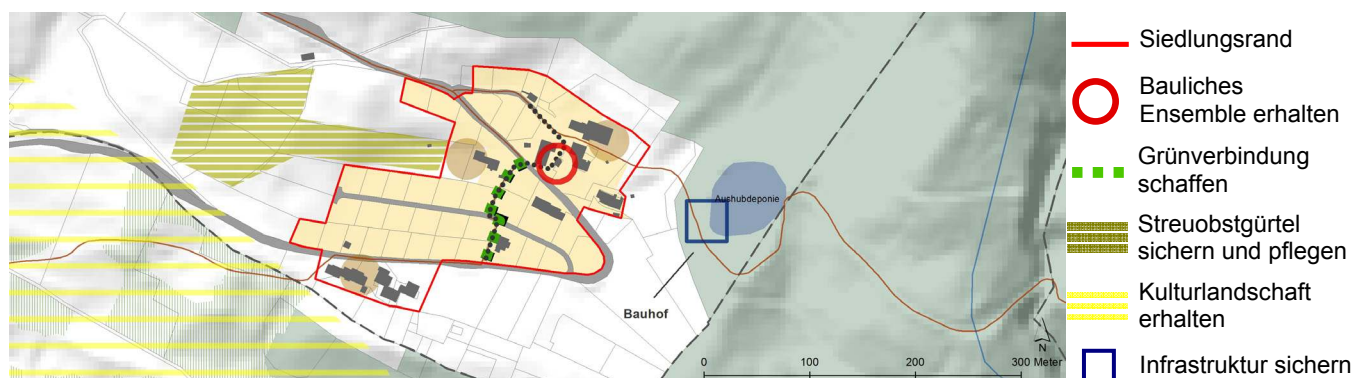 Aushubdeponie
Bauhof
N
0 100 200 300 Meter
Siedlungsrand
Bauliches
Ensemble erhalten
Grünverbindung
schaffen
Streuobstgürtel
sichern und pflegen
Kulturlandschaft
erhalten
Infrastruktur sichern